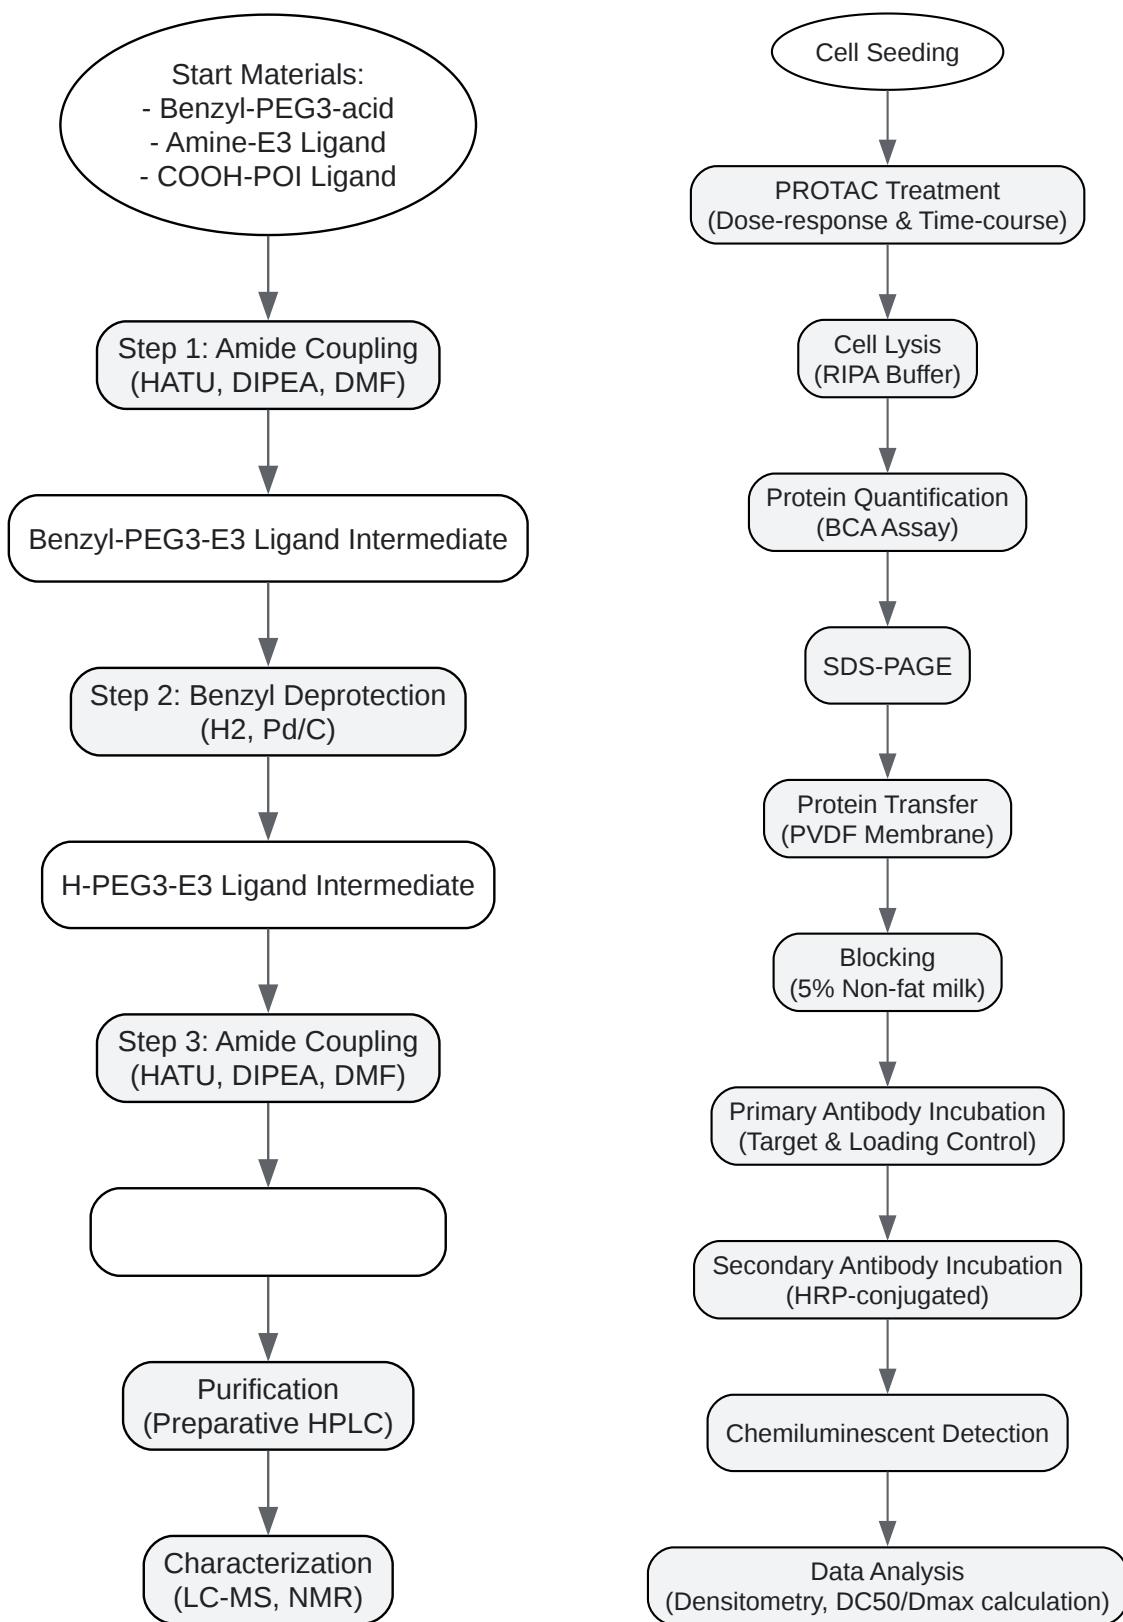 Start Materials:
- Benzyl-PEG3-acid
- Amine-E3 Ligand
- COOH-POI Ligand
Step 1: Amide Coupling
(HATU, DIPEA, DMF)
Benzyl-PEG3-E3 Ligand Intermediate
Step 2: Benzyl Deprotection
(H2, Pd/C)
H-PEG3-E3 Ligand Intermediate
Step 3: Amide Coupling
(HATU, DIPEA, DMF)
Purification
(Preparative HPLC)
Characterization
(LC-MS, NMR)
Cell Seeding
PROTAC Treatment
(Dose-response & Time-course)
Cell Lysis
(RIPA Buffer)
Protein Quantification
(BCA Assay)
SDS-PAGE
Protein Transfer
(PVDF Membrane)
Blocking
(5% Non-fat milk)
Primary Antibody Incubation
(Target & Loading Control)
Secondary Antibody Incubation
(HRP-conjugated)
Chemiluminescent Detection
Data Analysis
(Densitometry, DC50/Dmax calculation)